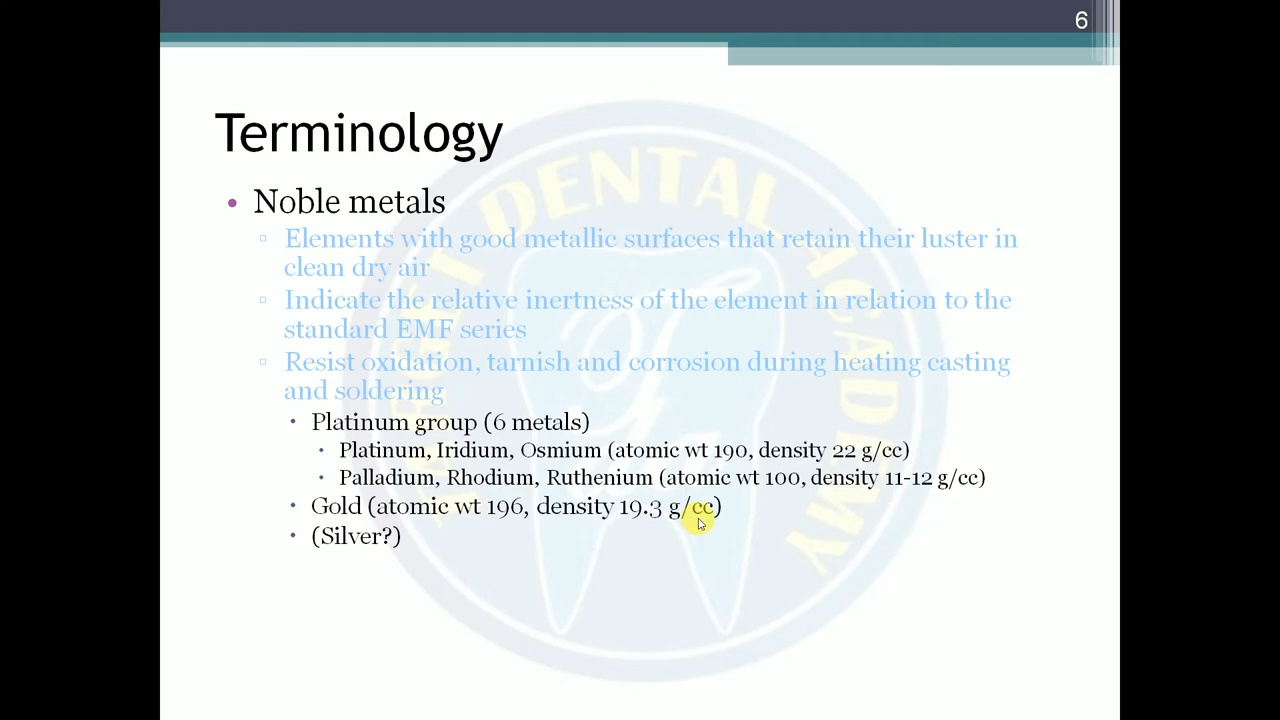 6
Terminology
• Noble metals
▫ Elements with good metallic surfaces that retain their luster in
clean dry air
▫ Indicate the relative inertness of the element in relation to the
standard EMF series
▫ Resist oxidation, tarnish and corrosion during heating casting
and soldering
• Platinum group (6 metals)
• Platinum, Iridium, Osmium (atomic wt 190, density 22 g/cc)
• Palladium, Rhodium, Ruthenium (atomic wt 100, density 11-12 g/cc)
• Gold (atomic wt 196, density 19.3 g/cc)
• (Silver?)
DENTAL ACADEMY